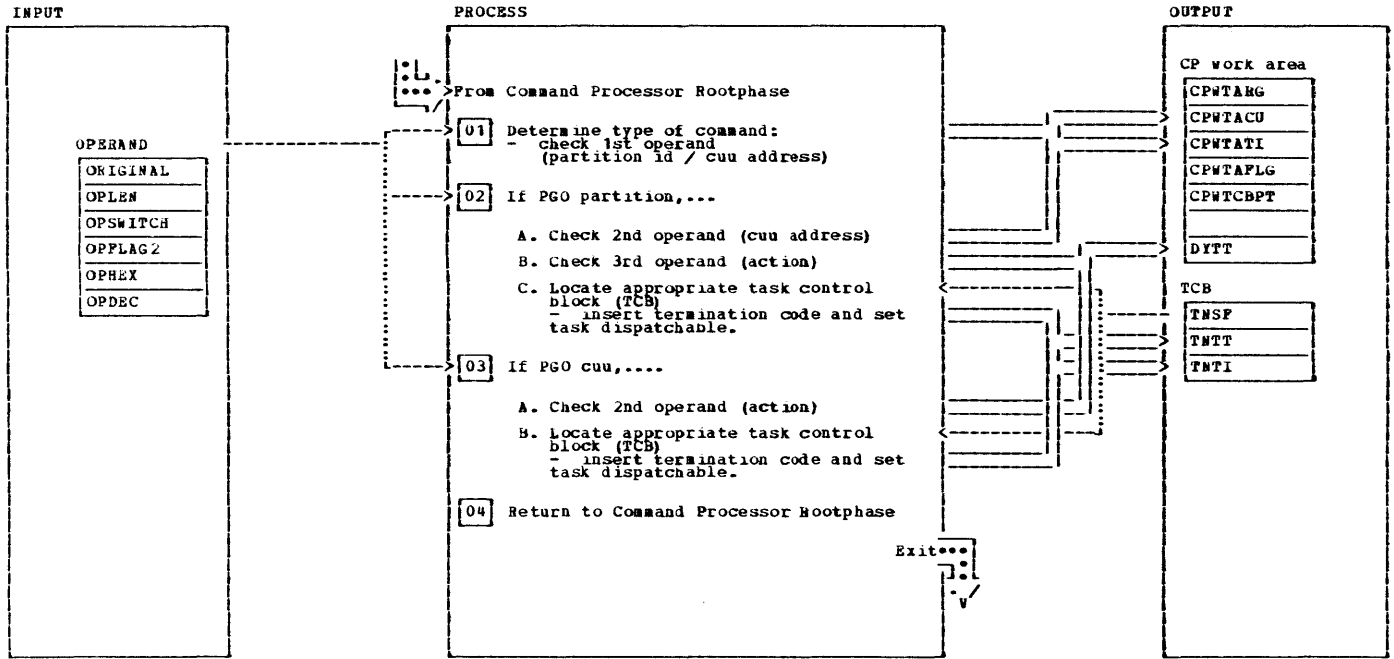 INPUT
PROCESS
OUTPUT
From Command Processor Rootphase
01 Determine type of command:
- check 1st operand
(partition id / cuu address)
02 If PGO partition,...
A. Check 2nd operand (cuu address)
B. Check 3rd operand (action)
C. Locate appropriate task control
block (TCB)
- insert termination code and set
task dispatchable.
03 If PGO cuu,....
A. Check 2nd operand (action)
B. Locate appropriate task control
block (TCB)
- insert termination code and set
task dispatchable.
04 Return to Command Processor Rootphase
Exit
OPERAND
ORIGINAL
OPLEN
OPSWITCH
OPFLAG2
OPHEX
OPDEC
CP work area
CPWTARG
CPWTACU
CPWTATI
CPWTAFLG
CPWTCBPT
DYTT
TCB
TNSF
TNTT
TNTI